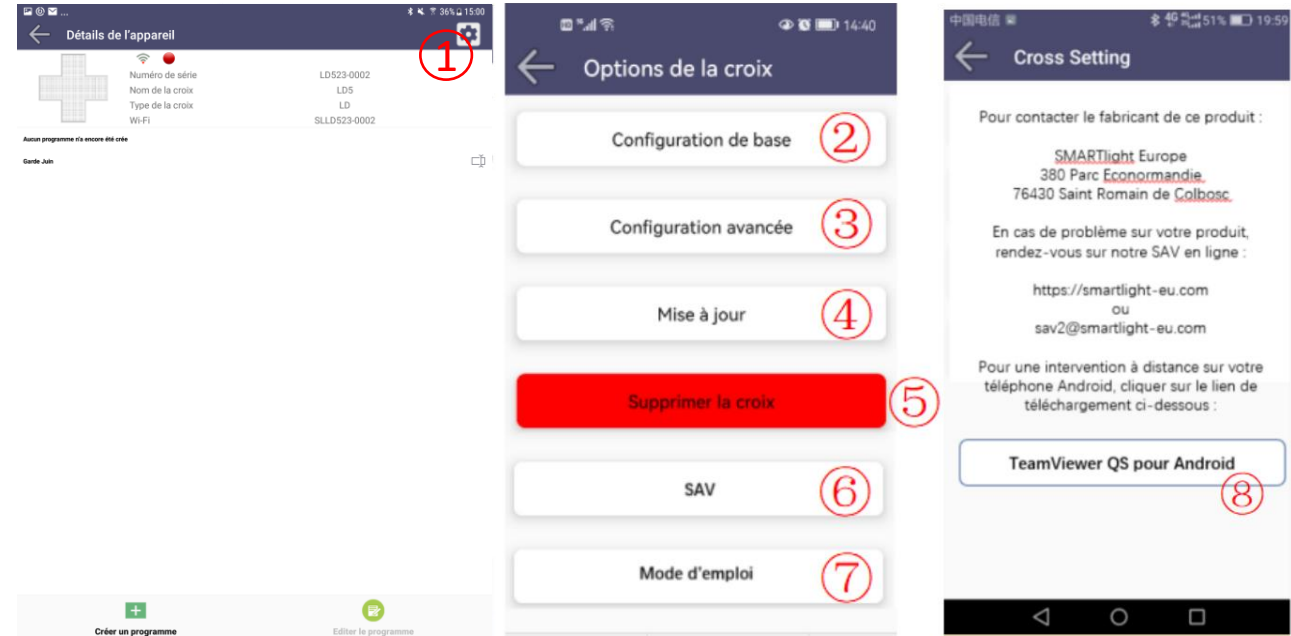 ... 36% 15:00
Détails de l'appareil
①
Numéro de série LD523-0002
Nom de la croix LD5
Type de la croix LD
Wi-Fi SLLD523-0002
Aucun programme n'a encore été crée
Garde Juin
Créer un programme
Editer le programme
HD 14:40
Options de la croix
Configuration de base ②
Configuration avancée ③
Mise à jour ④
Supprimer la croix ⑤
SAV ⑥
Mode d'emploi ⑦
中国电信 4G 51% 19:59
Cross Setting
Pour contacter le fabricant de ce produit :
SMARTlight Europe
380 Parc Econormandie
76430 Saint Romain de Colbosc
En cas de problème sur votre produit,
rendez-vous sur notre SAV en ligne :
https://smartlight-eu.com
ou
sav2@smartlight-eu.com
Pour une intervention à distance sur votre
téléphone Android, cliquer sur le lien de
téléchargement ci-dessous :
TeamViewer QS pour Android
⑧